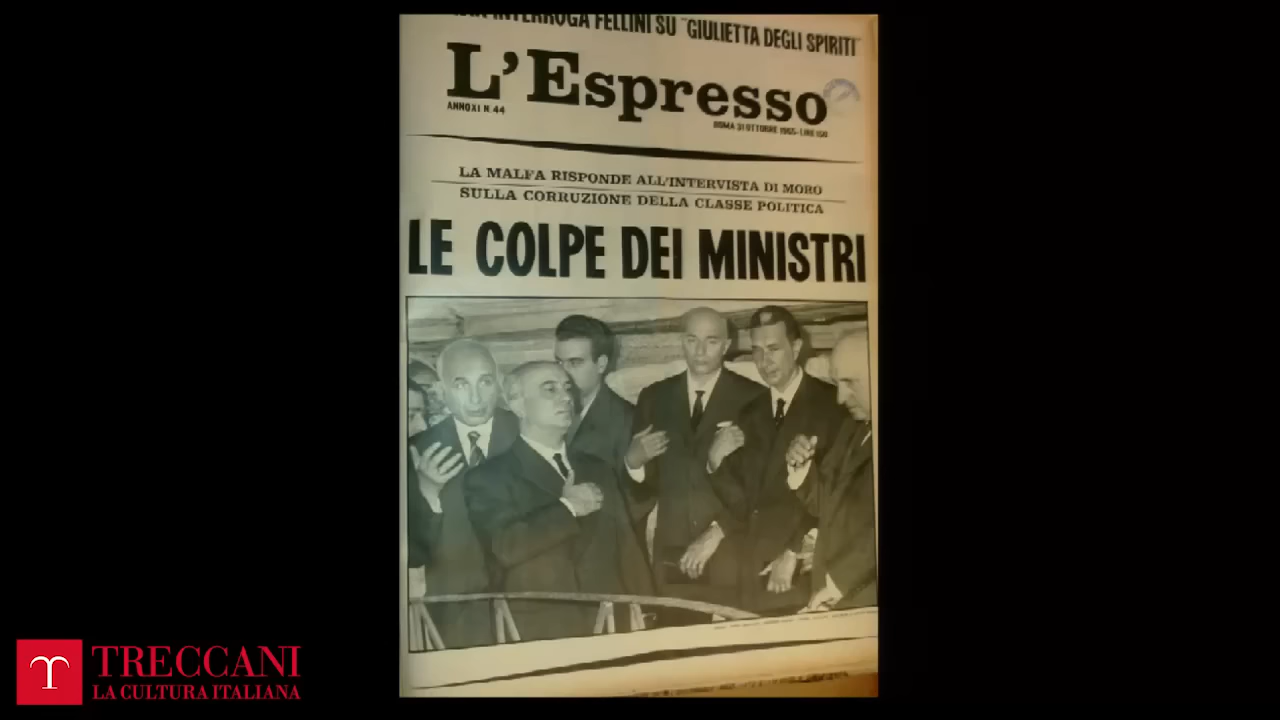 INTERROGA FELLINI SU "GIULIETTA DEGLI SPIRITI"
L'Espresso
ANNO XI N. 44
ROMA 31 OTTOBRE 1965 - LIRE 150
LA MALFA RISPONDE ALL'INTERVISTA DI MORO
SULLA CORRUZIONE DELLA CLASSE POLITICA
LE COLPE DEI MINISTRI
TRECCANI
LA CULTURA ITALIANA